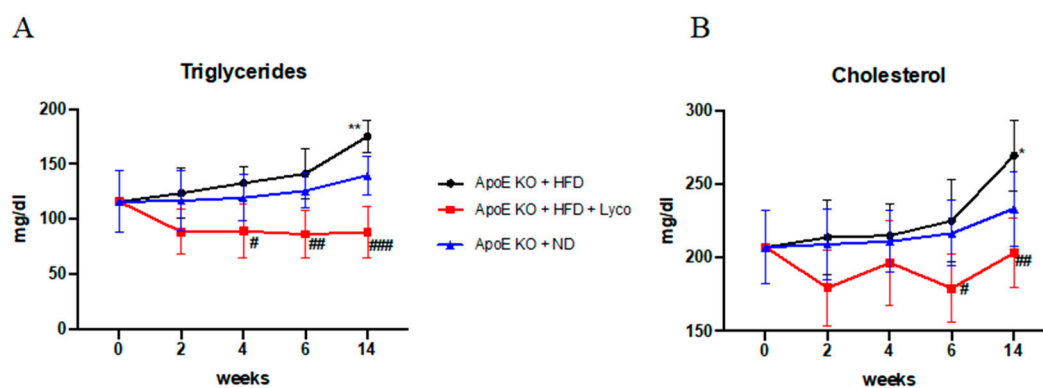 A
B
Triglycerides
Cholesterol
mg/dl
200
150
100
50
0
**
#
##
###
0
2
4
6
14
weeks
ApoE KO + HFD
ApoE KO + HFD + Lyco
ApoE KO + ND
mg/dl
300
250
200
150
*
#
##
0
2
4
6
14
weeks